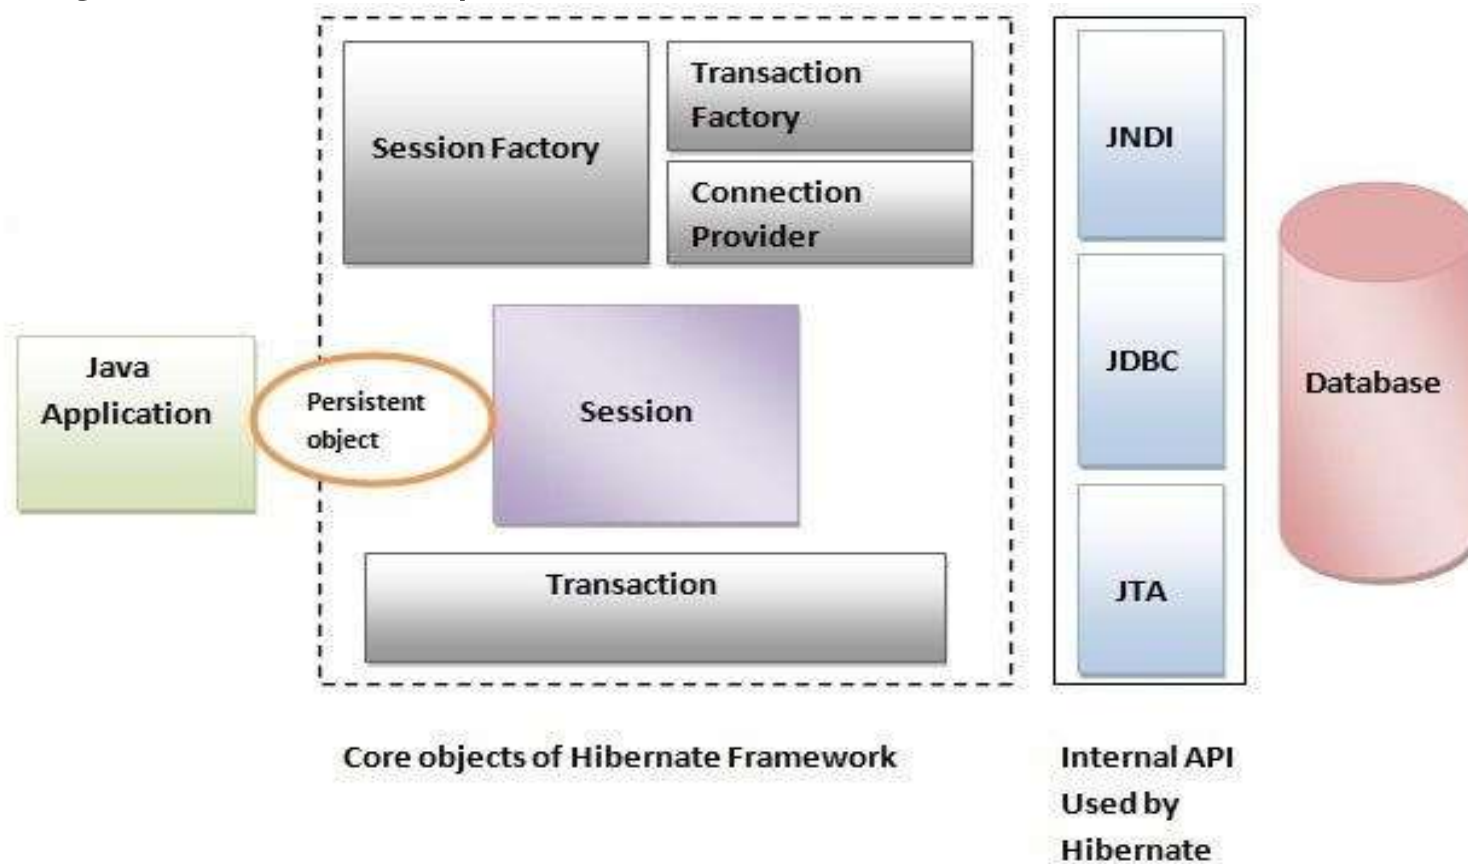 Session Factory
Transaction
Factory
Connection
Provider
JNDI
Java
Application
Persistent
object
Session
JDBC
Database
Transaction
JTA
Core objects of Hibernate Framework
Internal API
Used by
Hibernate